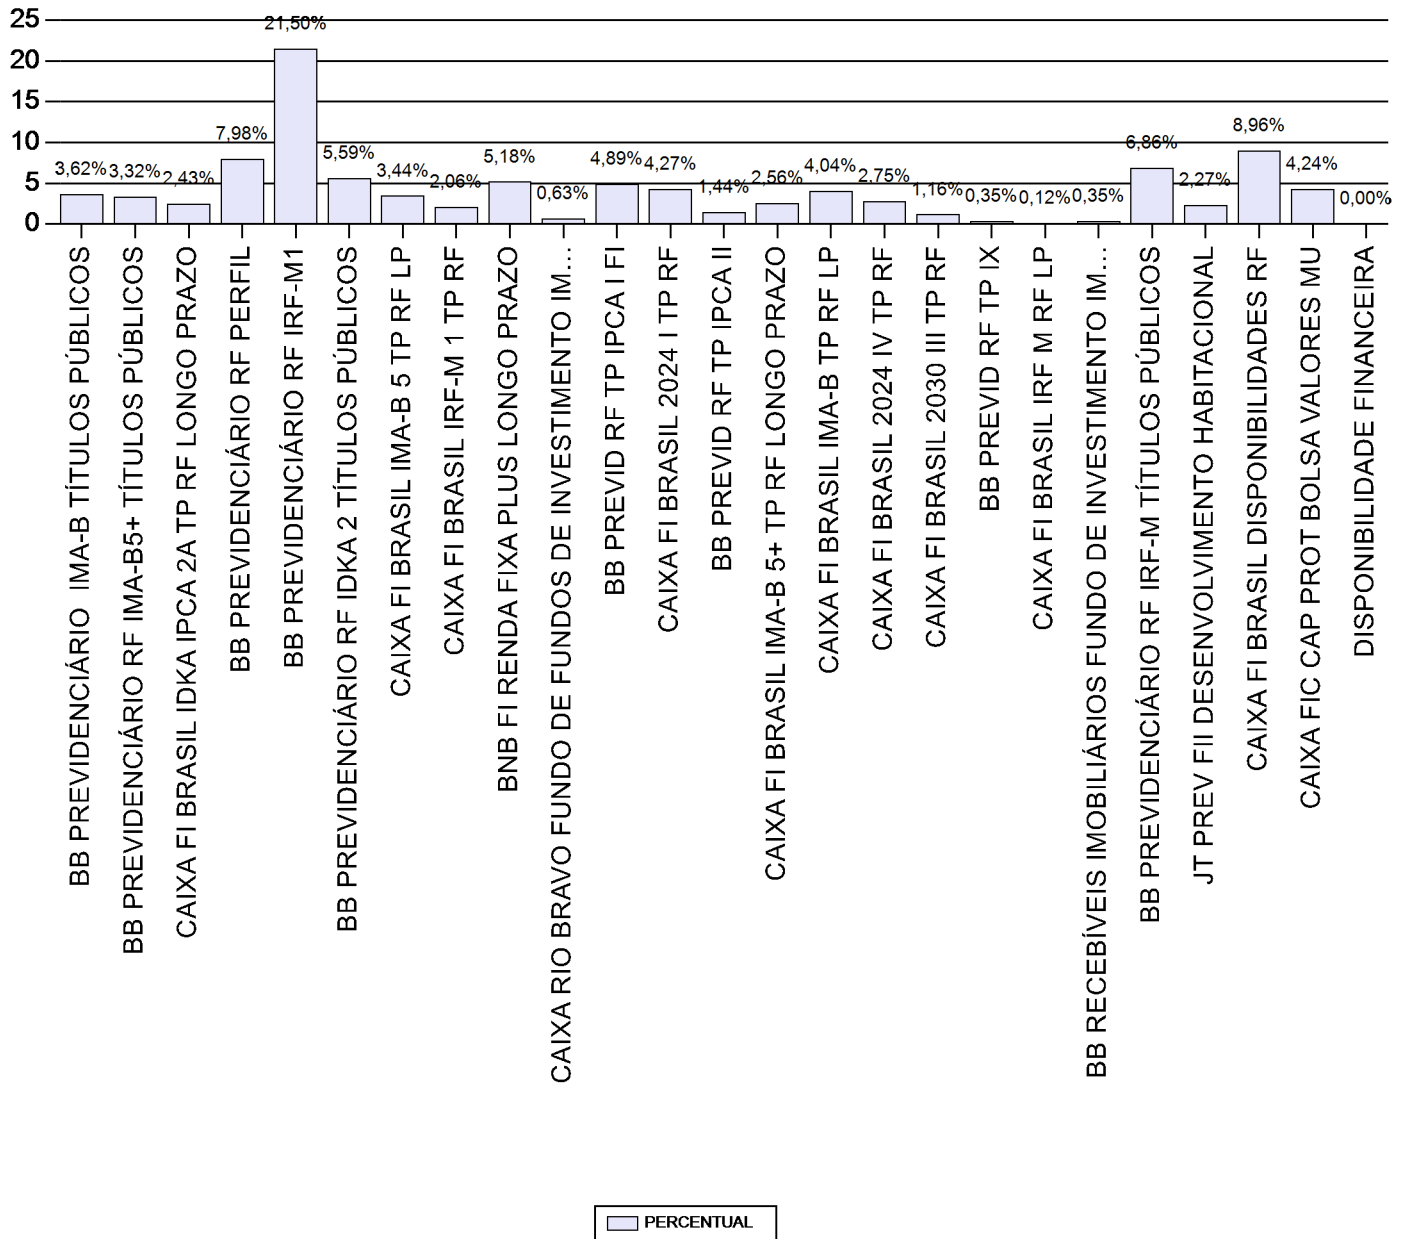 25
20
15
10
5
0
3,62%
3,32%
2,43%
7,98%
21,50%
5,59%
3,44%
2,06%
5,18%
0,63%
4,89%
4,27%
1,44%
2,56%
4,04%
2,75%
1,16%
0,35%
0,12%
0,35%
6,86%
2,27%
8,96%
4,24%
0,00%
BB PREVIDENCIÁRIO  IMA-B TÍTULOS PÚBLICOS
BB PREVIDENCIÁRIO RF IMA-B5+ TÍTULOS PÚBLICOS
CAIXA FI BRASIL IDKA IPCA 2A TP RF LONGO PRAZO
BB PREVIDENCIÁRIO RF PERFIL
BB PREVIDENCIÁRIO RF IRF-M1
BB PREVIDENCIÁRIO RF IDKA 2 TÍTULOS PÚBLICOS
CAIXA FI BRASIL IMA-B 5 TP RF LP
CAIXA FI BRASIL IRF-M 1 TP RF
BNB FI RENDA FIXA PLUS LONGO PRAZO
CAIXA RIO BRAVO FUNDO DE FUNDOS DE INVESTIMENTO IM...
BB PREVID RF TP IPCA I FI
CAIXA FI BRASIL 2024 I TP RF
BB PREVID RF TP IPCA II
CAIXA FI BRASIL IMA-B 5+ TP RF LONGO PRAZO
CAIXA FI BRASIL IMA-B TP RF LP
CAIXA FI BRASIL 2024 IV TP RF
CAIXA FI BRASIL 2030 III TP RF
BB PREVID RF TP IX
CAIXA FI BRASIL IRF M RF LP
BB RECEBÍVEIS IMOBILIÁRIOS FUNDO DE INVESTIMENTO IM...
BB PREVIDENCIÁRIO RF IRF-M TÍTULOS PÚBLICOS
JT PREV FII DESENVOLVIMENTO HABITACIONAL
CAIXA FI BRASIL DISPONIBILIDADES RF
CAIXA FIC CAP PROT BOLSA VALORES MU
DISPONIBILIDADE FINANCEIRA
PERCENTUAL